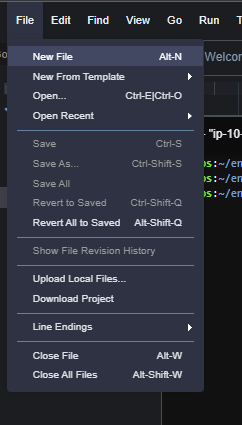 File Edit Find View Go Run
Welcom
New File Alt-N
New From Template
Open... Ctrl-E|Ctrl-O
Open Recent
- "ip-10-
Save Ctrl-S
Save As... Ctrl-Shift-S
os:~/en
Save All
os:~/en
Revert to Saved Ctrl-Shift-Q
os:~/en
Revert All to Saved Alt-Shift-Q
Show File Revision History
Upload Local Files...
Download Project
Line Endings
Close File Alt-W
Close All Files Alt-Shift-W